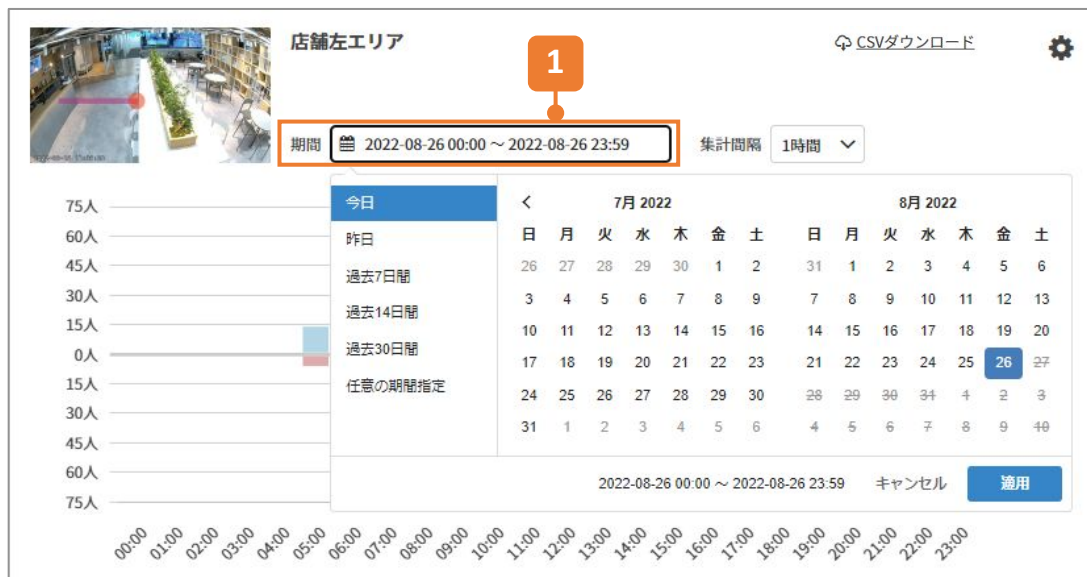 店舗左エリア
CSVダウンロード
1
期間 2022-08-26 00:00 ~ 2022-08-26 23:59 集計間隔 1時間
今日
昨日
過去7日間
過去14日間
過去30日間
任意の期間指定
7月 2022
日 月 火 水 木 金 土
26 27 28 29 30 1 2
3 4 5 6 7 8 9
10 11 12 13 14 15 16
17 18 19 20 21 22 23
24 25 26 27 28 29 30
31 1 2 3 4 5 6
8月 2022
日 月 火 水 木 金 土
31 1 2 3 4 5 6
7 8 9 10 11 12 13
14 15 16 17 18 19 20
21 22 23 24 25 26 27
28 29 30 31 1 2 3
4 5 6 7 8 9 10
2022-08-26 00:00 ~ 2022-08-26 23:59 キャンセル 適用
75人
60人
45人
30人
15人
0人
15人
30人
45人
60人
75人
00:00 01:00 02:00 03:00 04:00 05:00 06:00 07:00 08:00 09:00 10:00 11:00 12:00 13:00 14:00 15:00 16:00 17:00 18:00 19:00 20:00 21:00 22:00 23:00